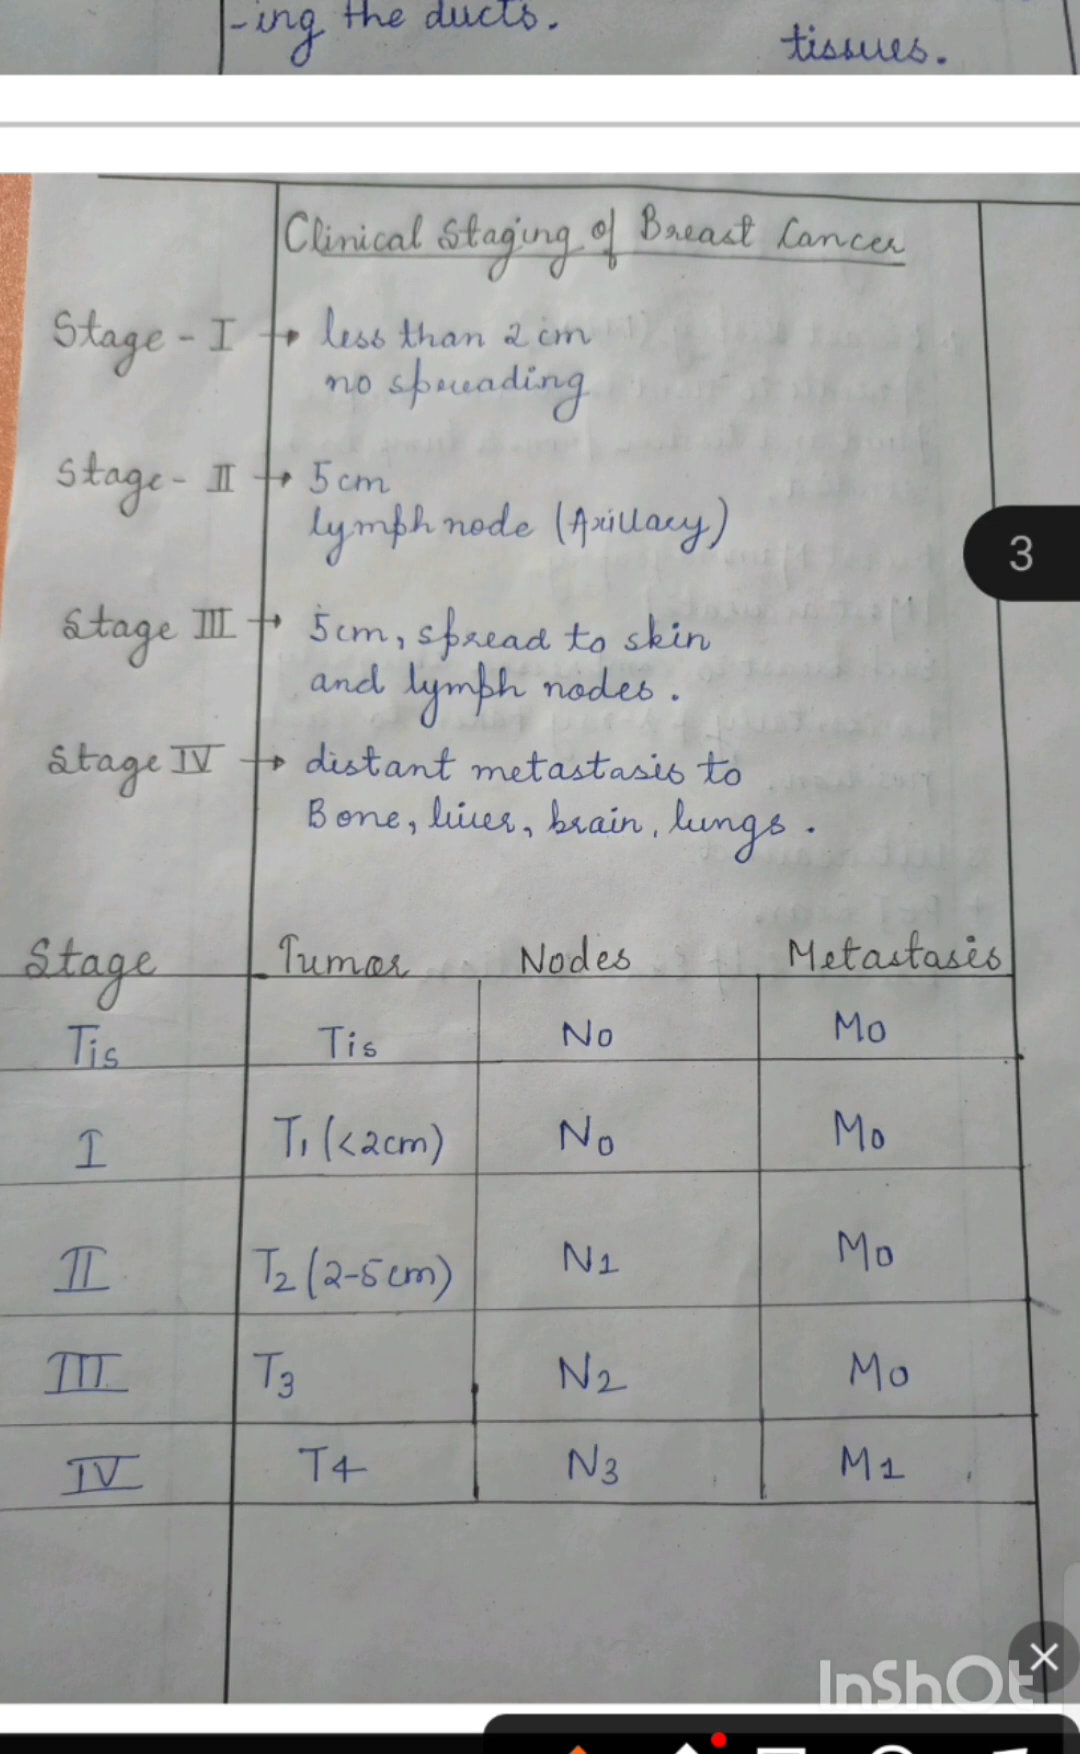 -ing the ducts.
tissues.
Clinical Staging of Breast Cancer
Stage - I → less than 2 cm
no spreading
Stage - II → 5 cm
lymph node (Axillary)
3
Stage III → 5cm, spread to skin
and lymph nodes.
Stage IV → distant metastasis to
Bone, liver, brain, lungs.
Stage Tumor Nodes Metastasis
Tis Tis No Mo
I T1 (<2cm) No Mo
II T2 (2-5cm) N1 Mo
III T3 N2 Mo
IV T4 N3 M1
InShOt